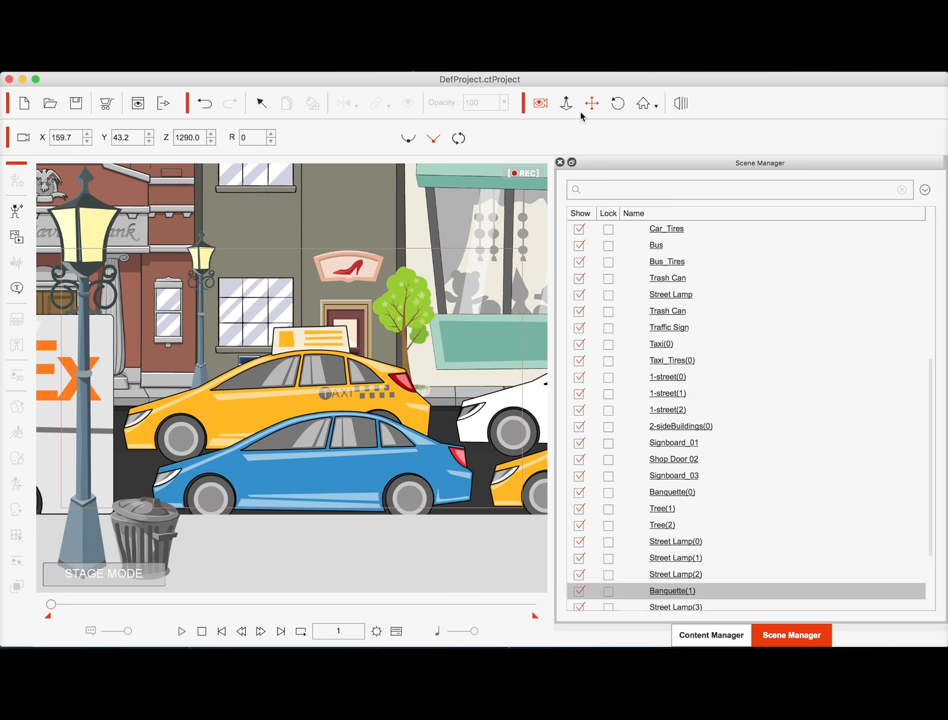 DefProject.ctProject
Opacity : 100
X 159.7 Y 43.2 Z 1290.0 R 0
[ REC]
EX
TAXI
STAGE MODE
1
Scene Manager
Show Lock Name
Car_Tires
Bus
Bus_Tires
Trash Can
Street Lamp
Trash Can
Traffic Sign
Taxi(0)
Taxi_Tires(0)
1-street(0)
1-street(1)
1-street(2)
2-sideBuildings(0)
Signboard_01
Shop Door 02
Signboard_03
Banquette(0)
Tree(1)
Tree(2)
Street Lamp(0)
Street Lamp(1)
Street Lamp(2)
Banquette(1)
Street Lamp(3)
Content Manager Scene Manager